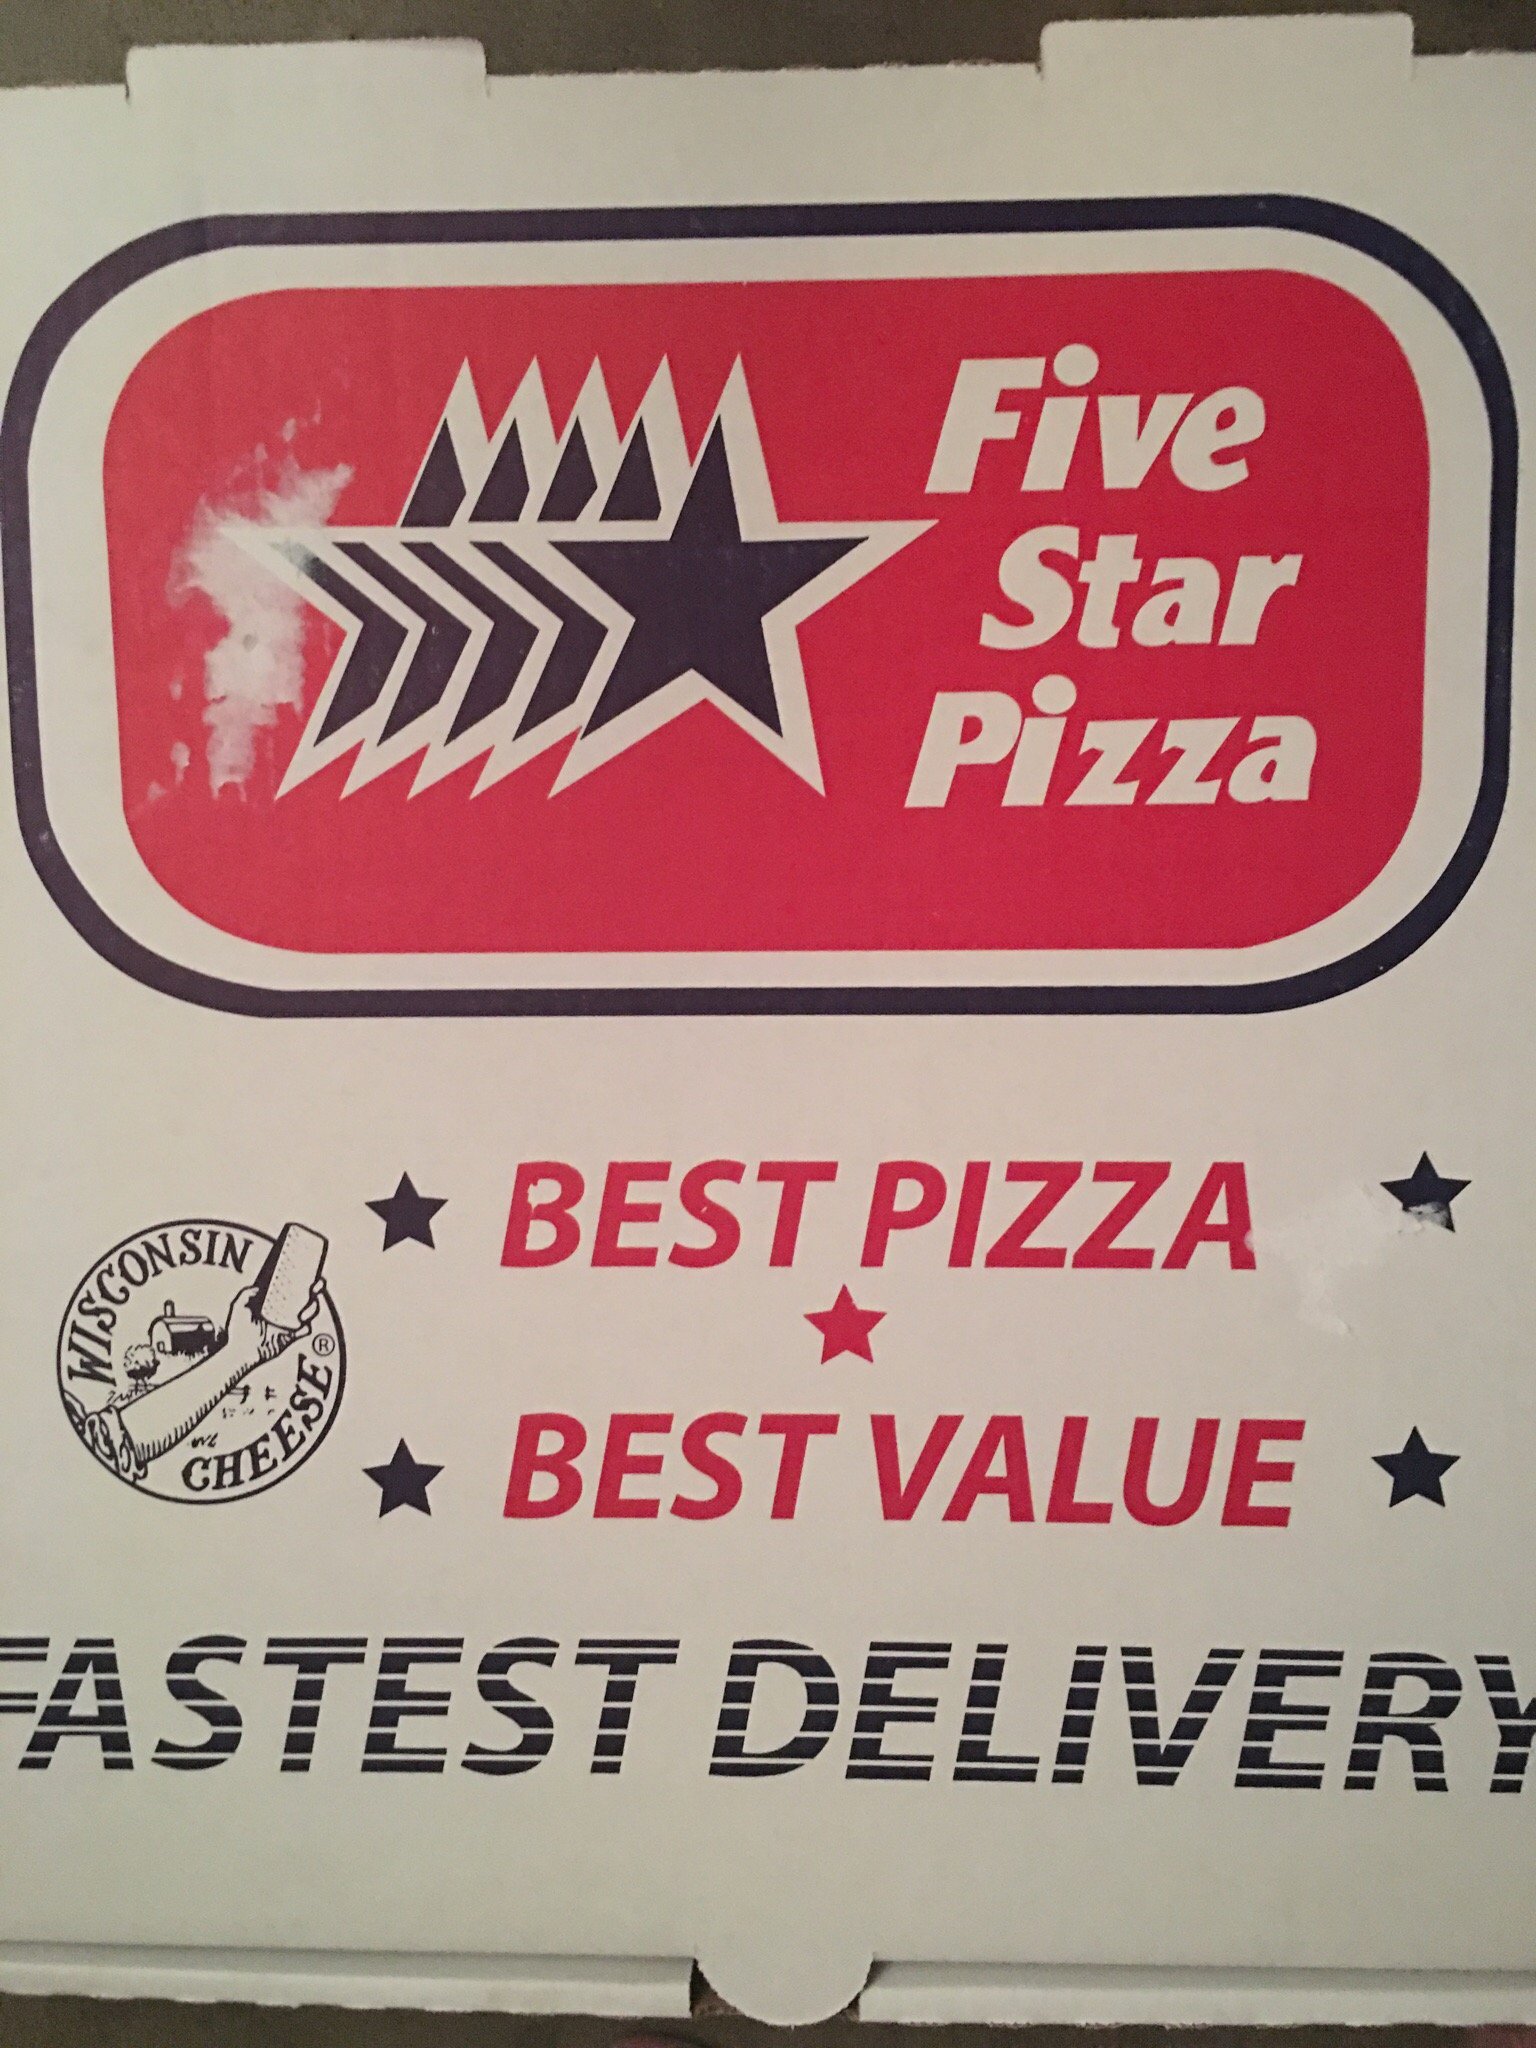 Five
Star
Pizza
BEST PIZZA
WISCONSIN
CHEESE®
BEST VALUE
FASTEST DELIVERY